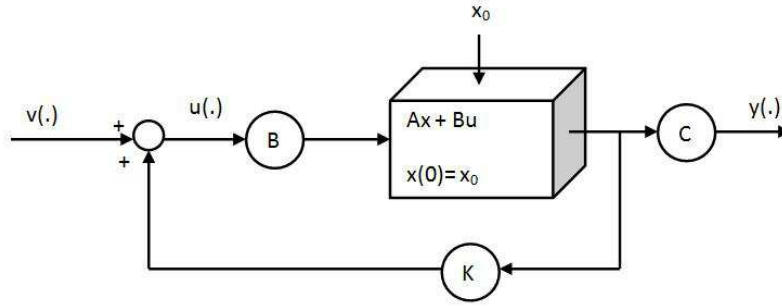 x₀
v(.)
+
+
u(.)
B
Ax + Bu
x(0)= x₀
C
y(.)
K